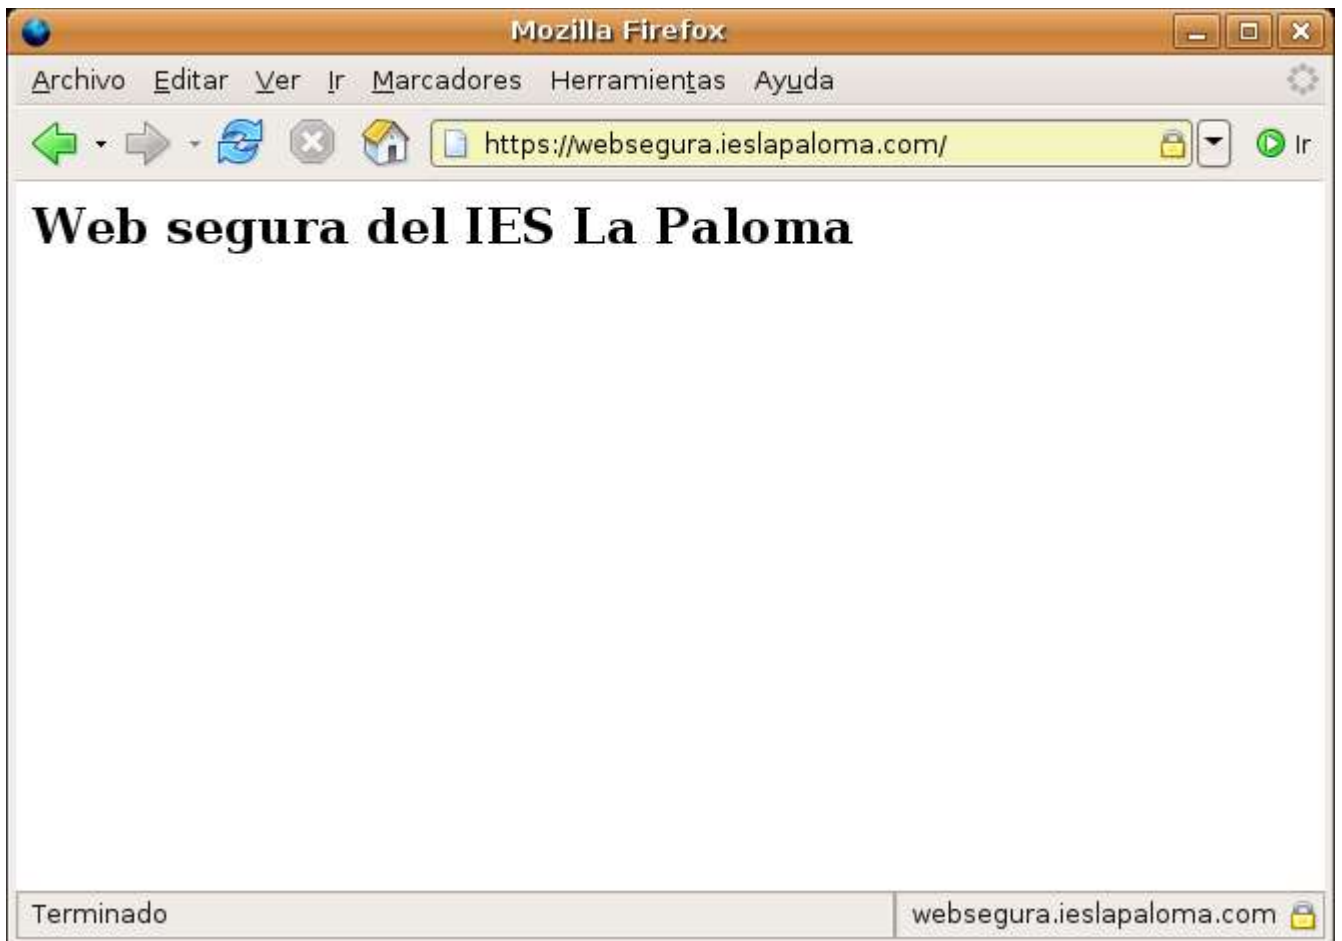 Mozilla Firefox
Archivo Editar Ver Ir Marcadores Herramientas Ayuda
https://websegura.ieslapaloma.com/ Ir
Web segura del IES La Paloma
Terminado websegura.ieslapaloma.com